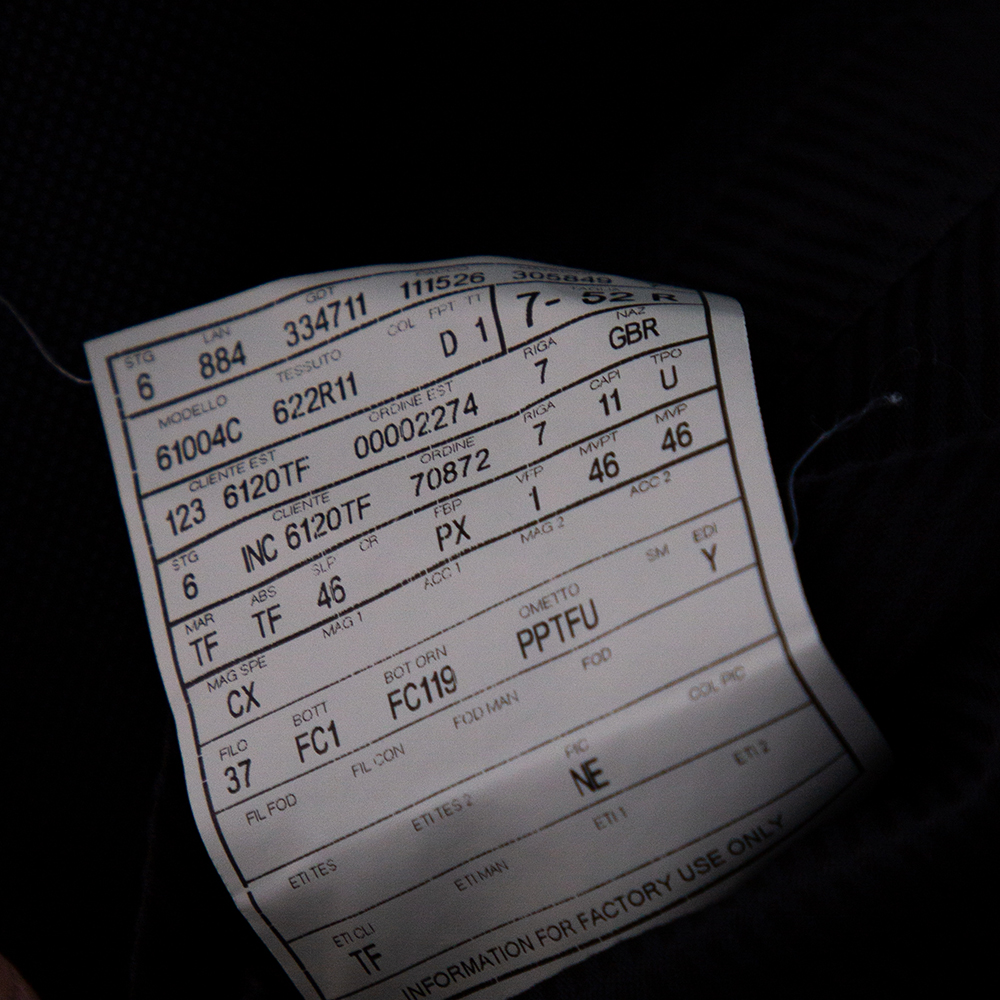 STG LAN GDT
6 884 334711 111526 305849
MODELLO TESSUTO COL FPT TT TAGLIA
61004C 622R11 D 1 7- 52 R
CLIENTE EST ORDINE EST RIGA NAZ
123 6120TF 00002274 7 GBR
STG CLIENTE ORDINE RIGA CAPI TPO
6 INC 6120TF 70872 7 11 U
MAR ABS SLP CR FBP VFP MVPT MVP
TF TF 46 PX 1 46 46
MAG SPE MAG 1 ACC 1 MAG 2 ACC 2
CX
FILO BOTT BOT ORN OMETTO SM EDI
37 FC1 FC119 PPTFU Y
FIL FOD FIL CON FOD MAN FOD
ETI TES ETI TES 2 PIC COL PIC
NE
ETI CLI ETI MAN ETI 1 ETI 2
TF
INFORMATION FOR FACTORY USE ONLY